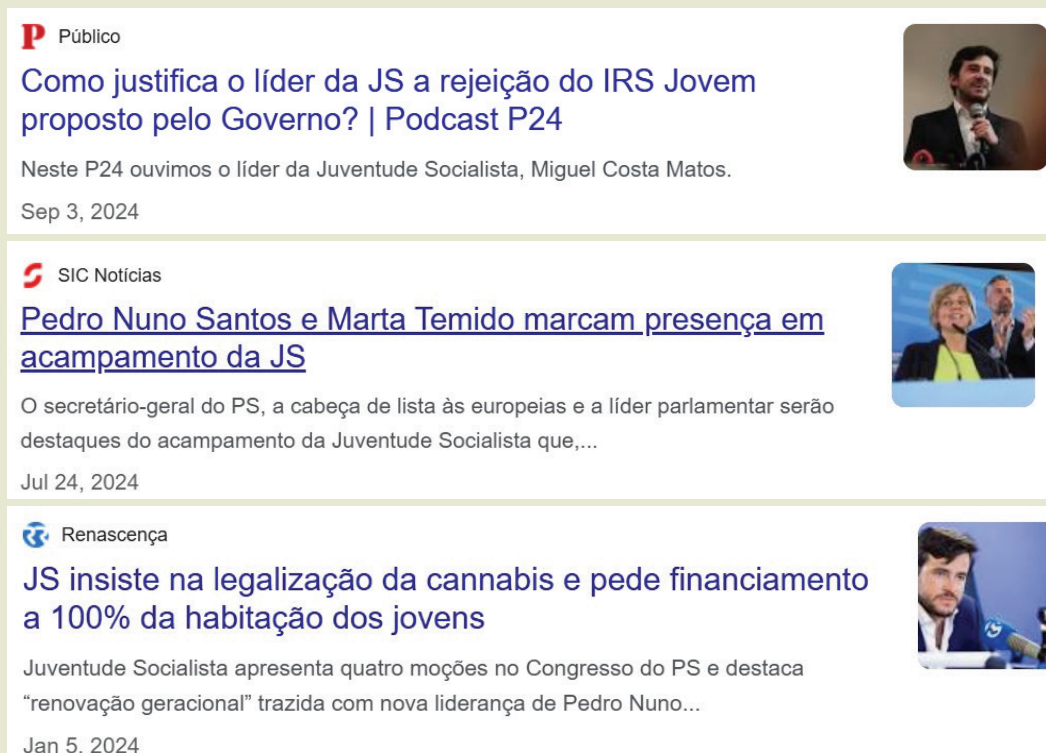 Público
Como justifica o líder da JS a rejeição do IRS Jovem
proposto pelo Governo? | Podcast P24
Neste P24 ouvimos o líder da Juventude Socialista, Miguel Costa Matos.
Sep 3, 2024
SIC Notícias
Pedro Nuno Santos e Marta Temido marcam presença em
acampamento da JS
O secretário-geral do PS, a cabeça de lista às europeias e a líder parlamentar serão
destaques do acampamento da Juventude Socialista que,...
Jul 24, 2024
Renascença
JS insiste na legalização da cannabis e pede financiamento
a 100% da habitação dos jovens
Juventude Socialista apresenta quatro moções no Congresso do PS e destaca
“renovação geracional” trazida com nova liderança de Pedro Nuno...
Jan 5, 2024